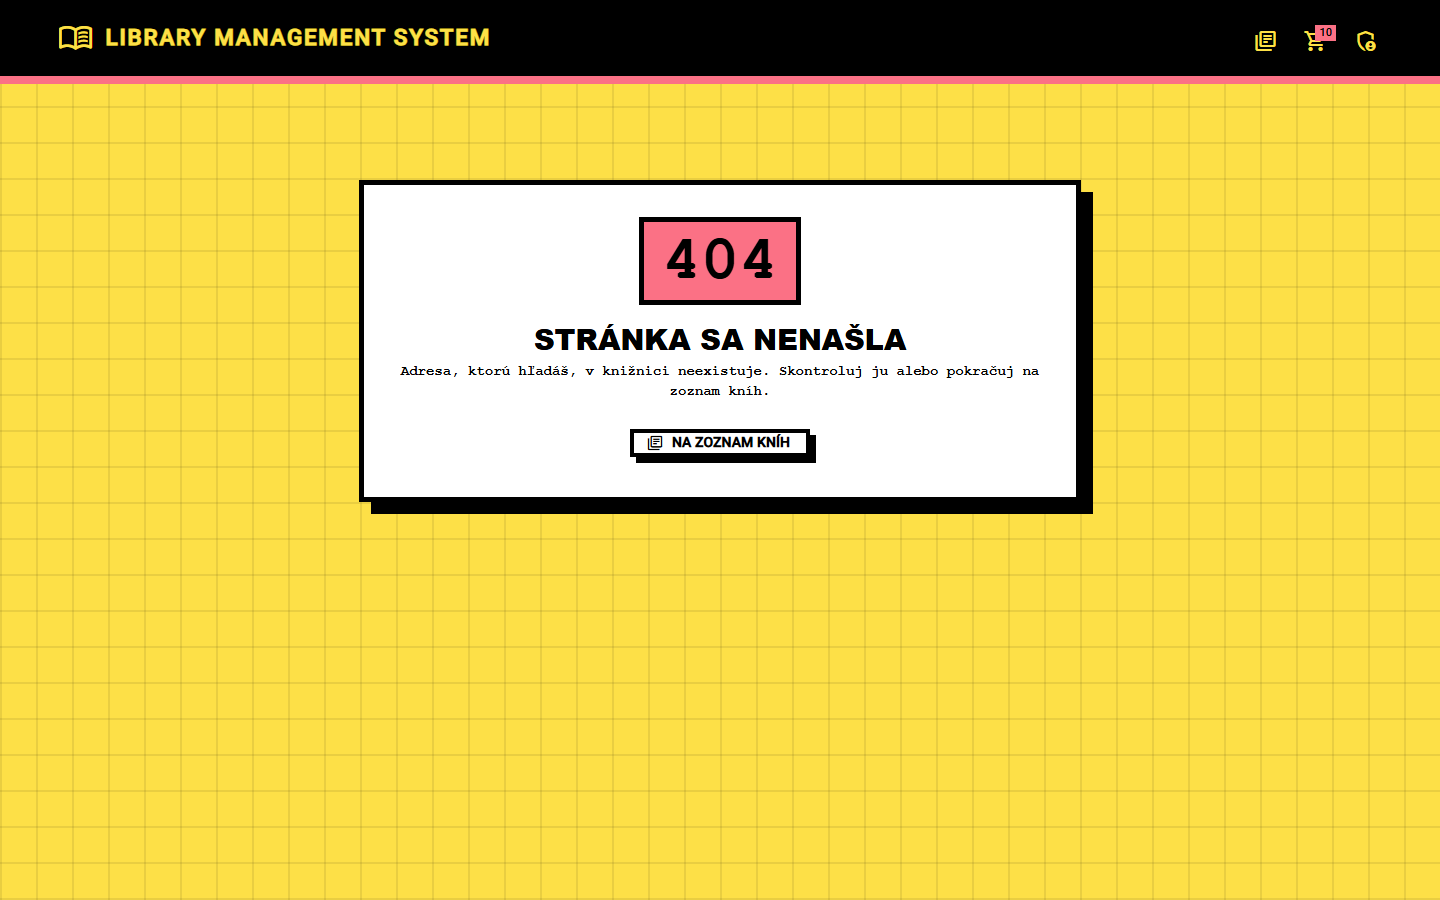 LIBRARY MANAGEMENT SYSTEM
10
404
STRÁNKA SA NENAŠLA
Adresa, ktorú hľadáš, v knižnici neexistuje. Skontroluj ju alebo pokračuj na
zoznam kníh.
NA ZOZNAM KNÍH